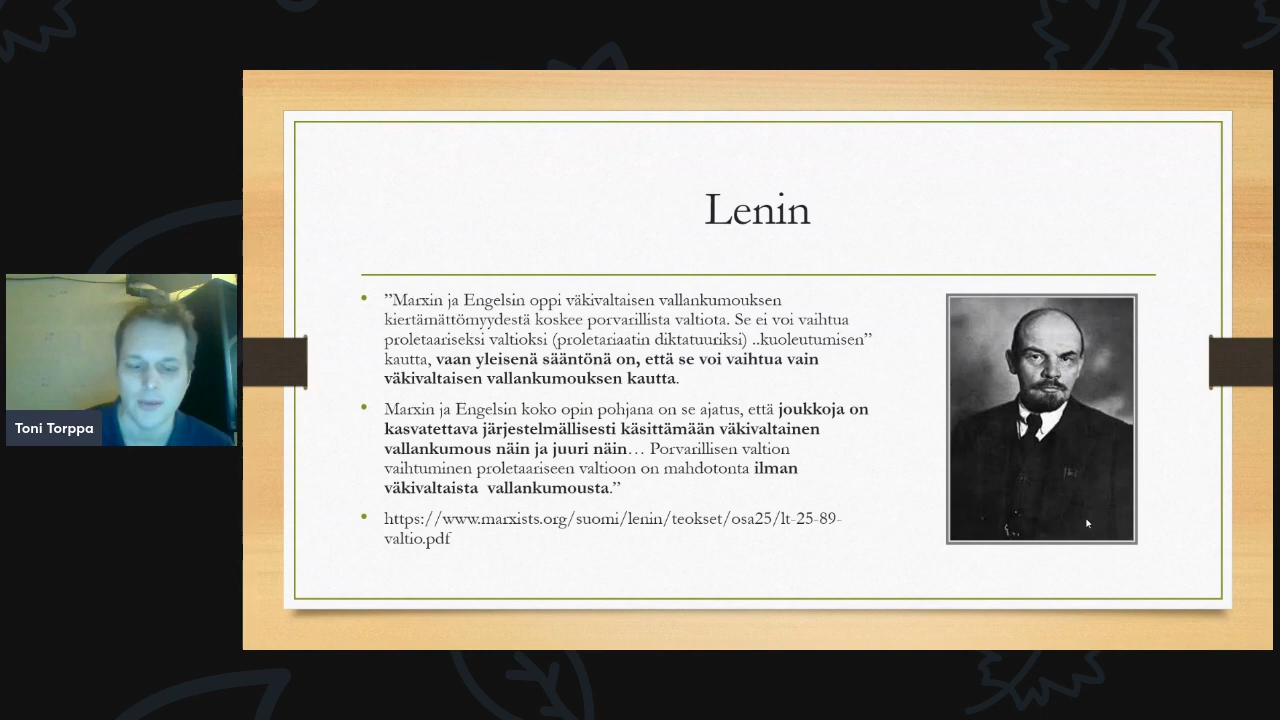 Lenin
”Marxin ja Engelsin oppi väkivaltaisen vallankumouksen
kiertämättömyydestä koskee porvarillista valtiota. Se ei voi vaihtua
proletaariseksi valtioksi (proletariaatin diktatuuriksi) ..kuoleutumisen”
kautta, vaan yleisenä sääntönä on, että se voi vaihtua vain
väkivaltaisen vallankumouksen kautta.
Marxin ja Engelsin koko opin pohjana on se ajatus, että joukkoja on
kasvatettava järjestelmällisesti käsittämään väkivaltainen
vallankumous näin ja juuri näin… Porvarillisen valtion
vaihtuminen proletaariseen valtioon on mahdotonta ilman
väkivaltaista  vallankumousta.”
https://www.marxists.org/suomi/lenin/teokset/osa25/lt-25-89-
valtio.pdf
Toni Torppa